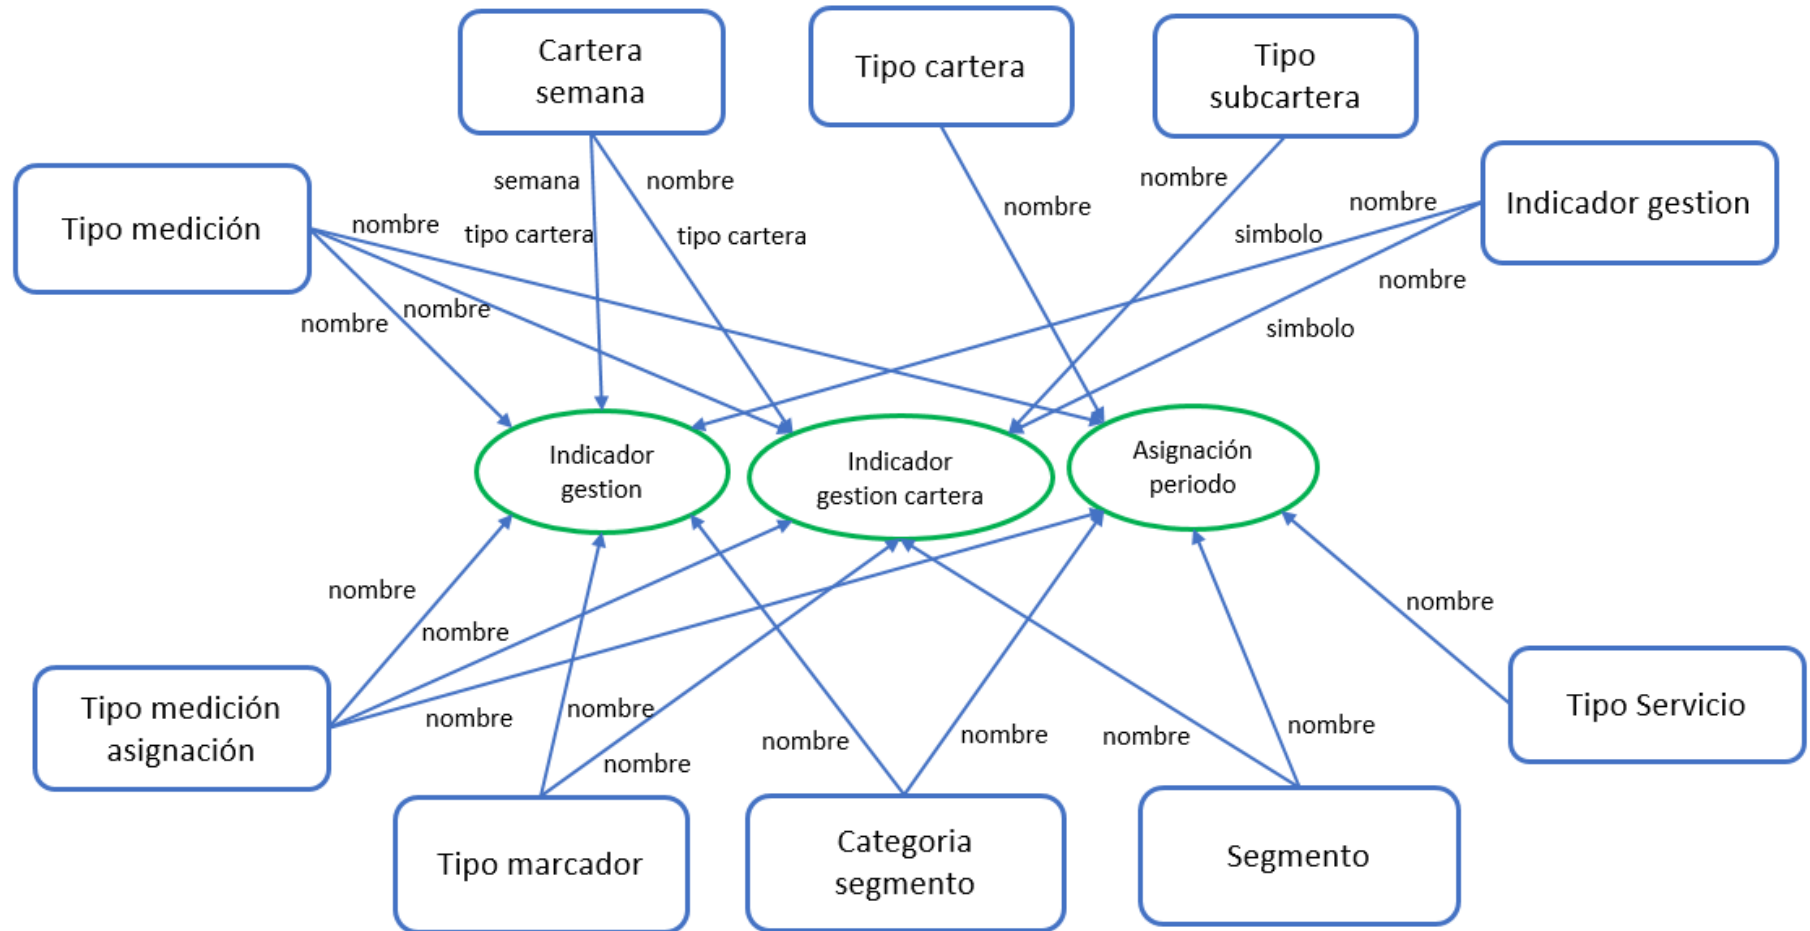 Cartera
semana
Tipo cartera
Tipo
subcartera
Tipo medición
Indicador gestion
semana
nombre
nombre
nombre
nombre
nombre
tipo cartera
tipo cartera
simbolo
nombre
nombre
nombre
simbolo
Indicador
gestion
Indicador
gestion cartera
Asignación
periodo
nombre
nombre
nombre
Tipo medición
asignación
nombre
nombre
nombre
nombre
nombre
nombre
nombre
Tipo Servicio
Tipo marcador
Categoria
segmento
Segmento